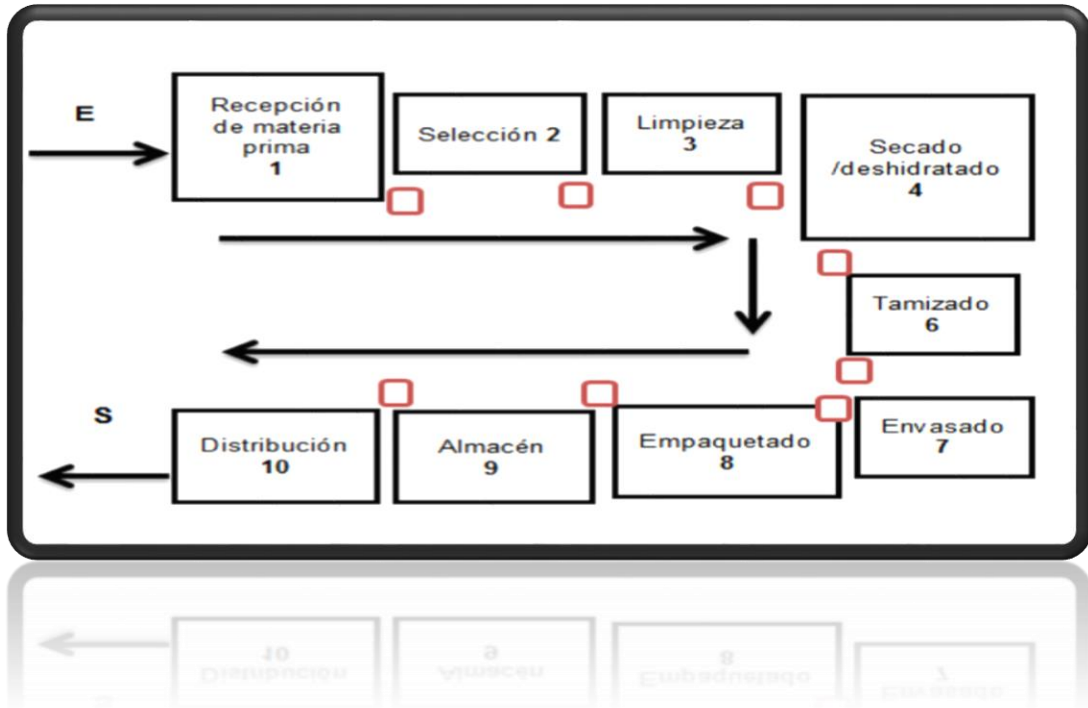 E
Recepción
de materia
prima
1
Selección 2
Limpieza
3
Secado
/deshidratado
4
Tamizado
6
Envasado
7
Empaquetado
8
Almacén
9
Distribución
10
S